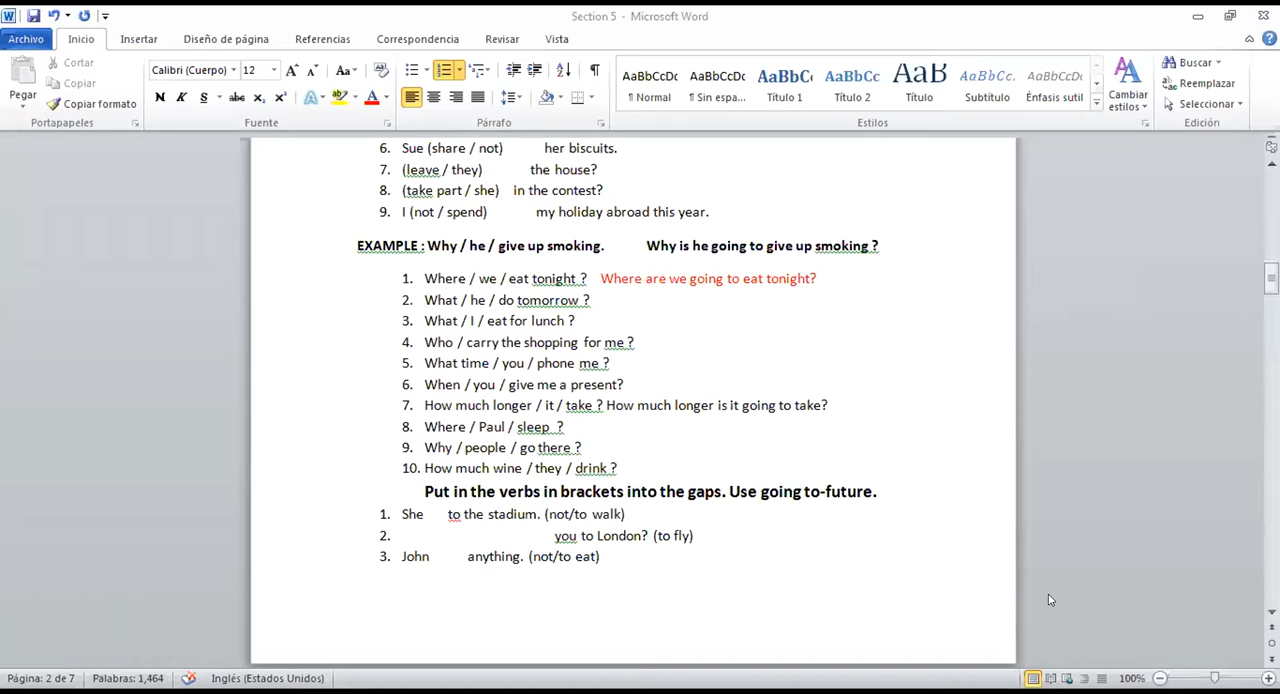 Section 5 - Microsoft Word
Archivo Inicio Insertar Diseño de página Referencias Correspondencia Revisar Vista
Pegar Cortar Copiar Copiar formato
Calibri (Cuerpo) 12
AaBbCcDc AaBbCcDc AaBbCc AaBbCc AaB AaBbCcL AaBbCcDc
¶ Normal ¶ Sin espa... Título 1 Título 2 Título Subtítulo Énfasis sutil
Cambiar estilos
Buscar
Reemplazar
Seleccionar
Portapapeles Fuente Párrafo Estilos Edición
6. Sue (share / not) her biscuits.
7. (leave / they) the house?
8. (take part / she) in the contest?
9. I (not / spend) my holiday abroad this year.
EXAMPLE : Why / he / give up smoking. Why is he going to give up smoking ?
1. Where / we / eat tonight ? Where are we going to eat tonight?
2. What / he / do tomorrow ?
3. What / I / eat for lunch ?
4. Who / carry the shopping for me ?
5. What time / you / phone me ?
6. When / you / give me a present?
7. How much longer / it / take ? How much longer is it going to take?
8. Where / Paul / sleep ?
9. Why / people / go there ?
10. How much wine / they / drink ?
Put in the verbs in brackets into the gaps. Use going to-future.
1. She to the stadium. (not/to walk)
2. you to London? (to fly)
3. John anything. (not/to eat)
Página: 2 de 7 Palabras: 1,464 Inglés (Estados Unidos) 100%